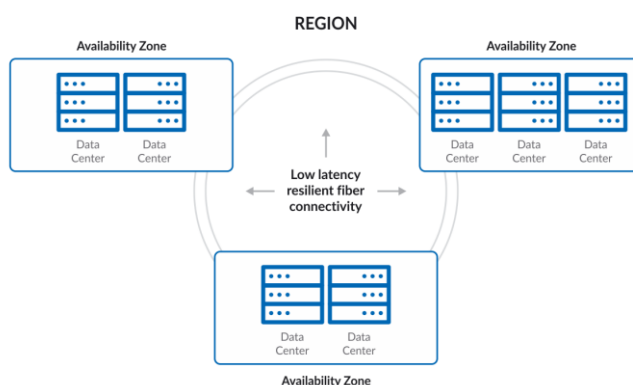 REGION
Availability Zone
Availability Zone
Data
Center
Data
Center
Data
Center
Data
Center
Data
Center
Low latency
resilient fiber
connectivity
Data
Center
Data
Center
Availability Zone